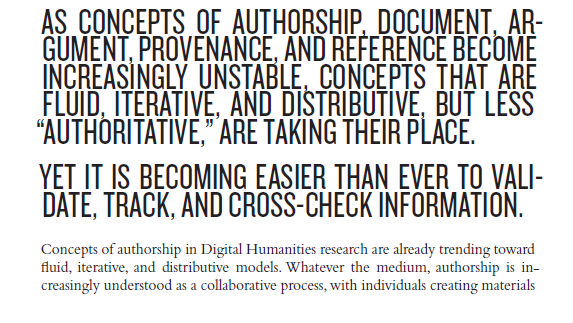 AS CONCEPTS OF AUTHORSHIP, DOCUMENT, AR-
GUMENT, PROVENANCE, AND REFERENCE BECOME
INCREASINGLY UNSTABLE, CONCEPTS THAT ARE
FLUID, ITERATIVE, AND DISTRIBUTIVE, BUT LESS
“AUTHORITATIVE,” ARE TAKING THEIR PLACE.
YET IT IS BECOMING EASIER THAN EVER TO VALI-
DATE, TRACK, AND CROSS-CHECK INFORMATION.
Concepts of authorship in Digital Humanities research are already trending toward
fluid, iterative, and distributive models. Whatever the medium, authorship is in-
creasingly understood as a collaborative process, with individuals creating materials